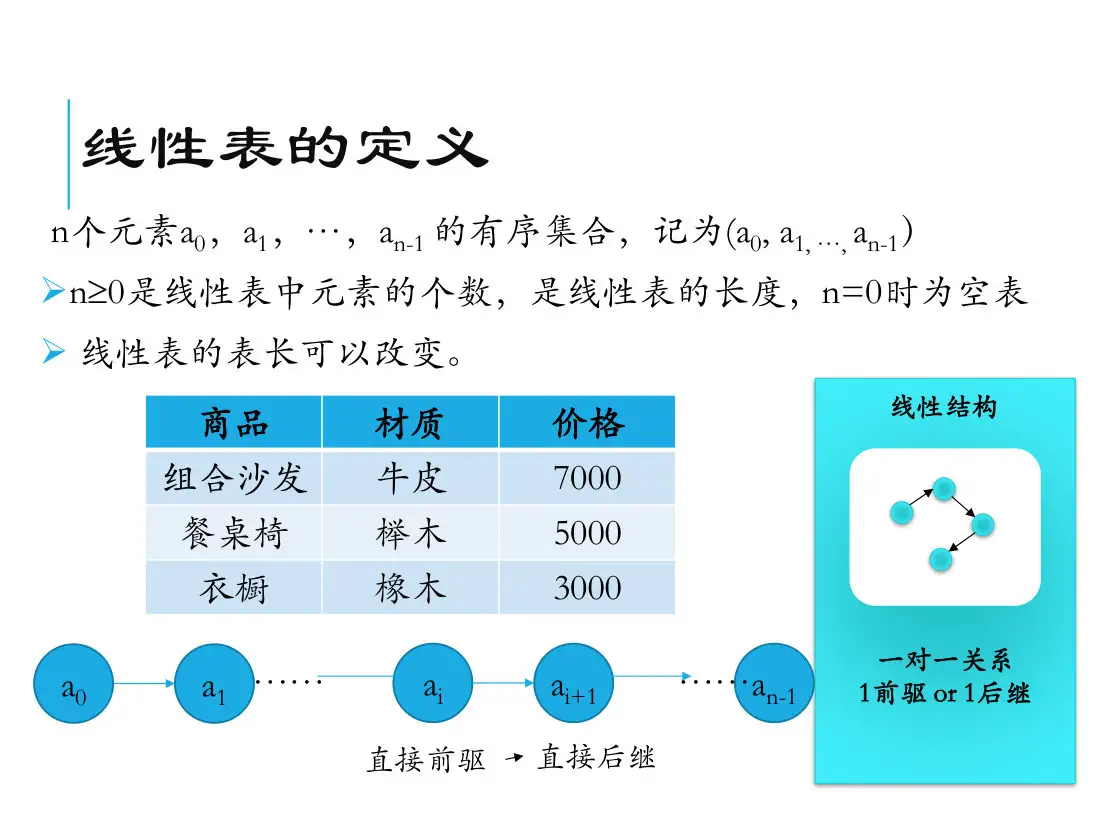 线性表的定义
n个元素a0，a1，…，an-1 的有序集合，记为(a0, a1, …, an-1)
n≥0是线性表中元素的个数，是线性表的长度，n=0时为空表
线性表的表长可以改变。
商品 材质 价格
组合沙发 牛皮 7000
餐桌椅 榉木 5000
衣橱 橡木 3000
a0 a1 …… ai ai+1 …… an-1
直接前驱 → 直接后继
线性结构
一对一关系
1前驱 or 1后继